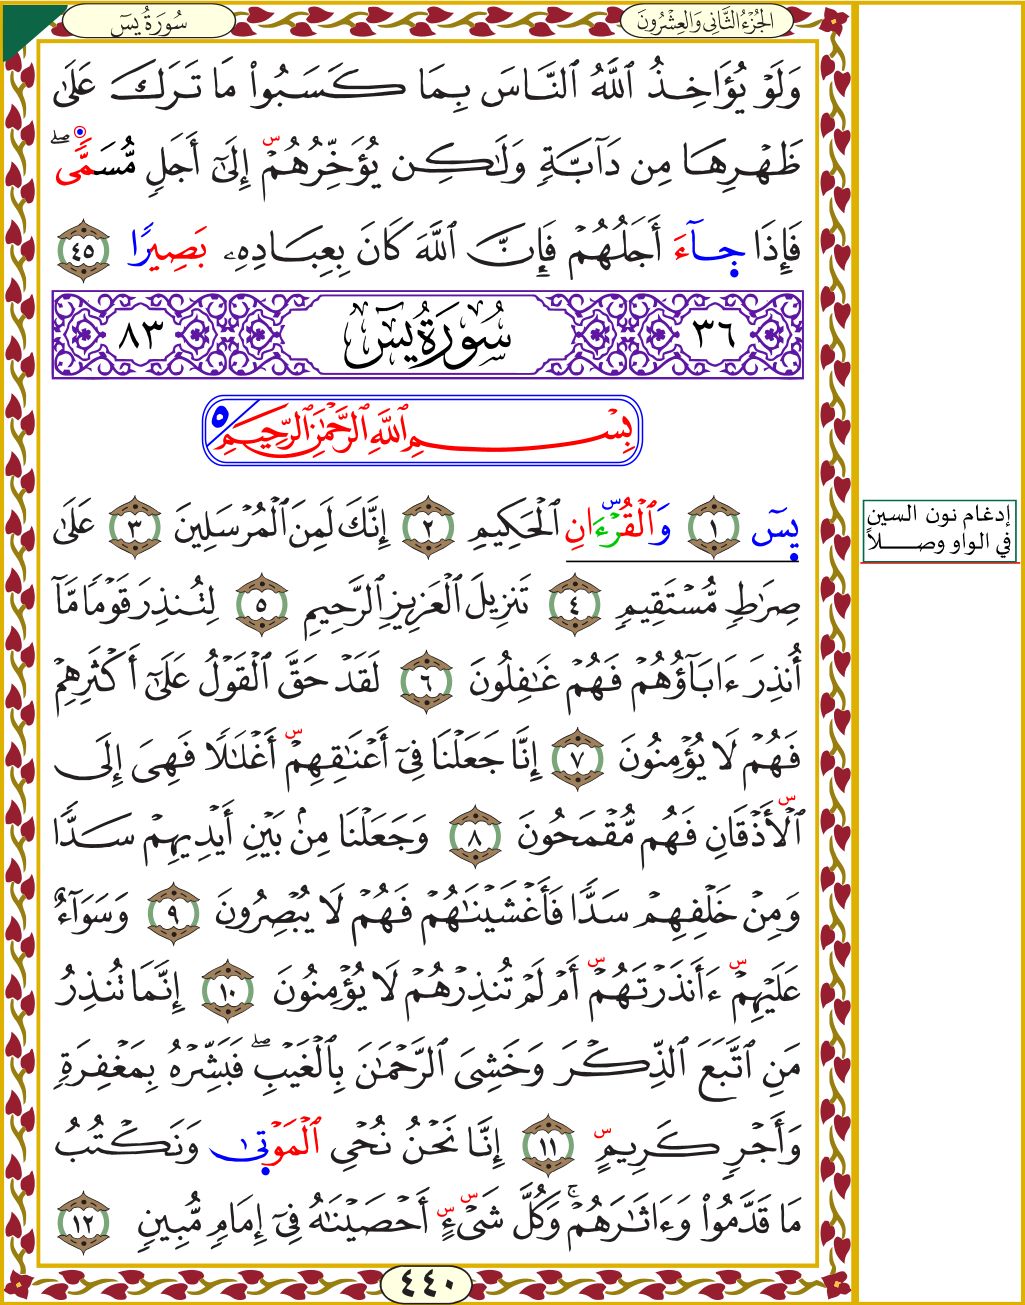 الجُزْءُ الثَّانِي وَالعِشْرُونَ
سُورَةُ يسٓ
وَلَوْ يُؤَاخِذُ ٱللَّهُ ٱلنَّاسَ بِمَا كَسَبُواْ مَا تَرَكَ عَلَىٰ
ظَهْرِهَا مِن دَآبَّةٍ وَلَٰكِن يُؤَخِّرُهُمْ إِلَىٰٓ أَجَلٍ مُّسَمًّى ۖ
فَإِذَا جَآءَ أَجَلُهُمْ فَإِنَّ ٱللَّهَ كَانَ بِعِبَادِهِۦ بَصِيرًا ٤٥
٣٦ سُورَةُ يسٓ ٨٣
بِسْمِ ٱللَّهِ ٱلرَّحْمَٰنِ ٱلرَّحِيمِ ٥
يسٓ ١ وَٱلْقُرْءَانِ ٱلْحَكِيمِ ٢ إِنَّكَ لَمِنَ ٱلْمُرْسَلِينَ ٣ عَلَىٰ
صِرَٰطٍ مُّسْتَقِيمٍ ٤ تَنزِيلَ ٱلْعَزِيزِ ٱلرَّحِيمِ ٥ لِتُنذِرَ قَوْمًا مَّآ
أُنذِرَ ءَابَآؤُهُمْ فَهُمْ غَٰفِلُونَ ٦ لَقَدْ حَقَّ ٱلْقَوْلُ عَلَىٰٓ أَكْثَرِهِمْ
فَهُمْ لَا يُؤْمِنُونَ ٧ إِنَّا جَعَلْنَا فِىٓ أَعْنَٰقِهِمْ أَغْلَٰلًا فَهِىَ إِلَى
ٱلْأَذْقَانِ فَهُم مُّقْمَحُونَ ٨ وَجَعَلْنَا مِنۢ بَيْنِ أَيْدِيهِمْ سَدًّا
وَمِنْ خَلْفِهِمْ سَدًّا فَأَغْشَيْنَٰهُمْ فَهُمْ لَا يُبْصِرُونَ ٩ وَسَوَآءٌ
عَلَيْهِمْ ءَأَنذَرْتَهُمْ أَمْ لَمْ تُنذِرْهُمْ لَا يُؤْمِنُونَ ١٠ إِنَّمَا تُنذِرُ
مَنِ ٱتَّبَعَ ٱلذِّكْرَ وَخَشِىَ ٱلرَّحْمَٰنَ بِٱلْغَيْبِ ۖ فَبَشِّرْهُ بِمَغْفِرَةٍ
وَأَجْرٍ كَرِيمٍ ١١ إِنَّا نَحْنُ نُحْىِ ٱلْمَوْتَىٰ وَنَكْتُبُ
مَا قَدَّمُواْ وَءَاثَٰرَهُمْ ۚ وَكُلَّ شَىْءٍ أَحْصَيْنَٰهُ فِىٓ إِمَامٍ مُّبِينٍ ١٢
إدغام نون السين
في الواو وصلاً
٤٤٠